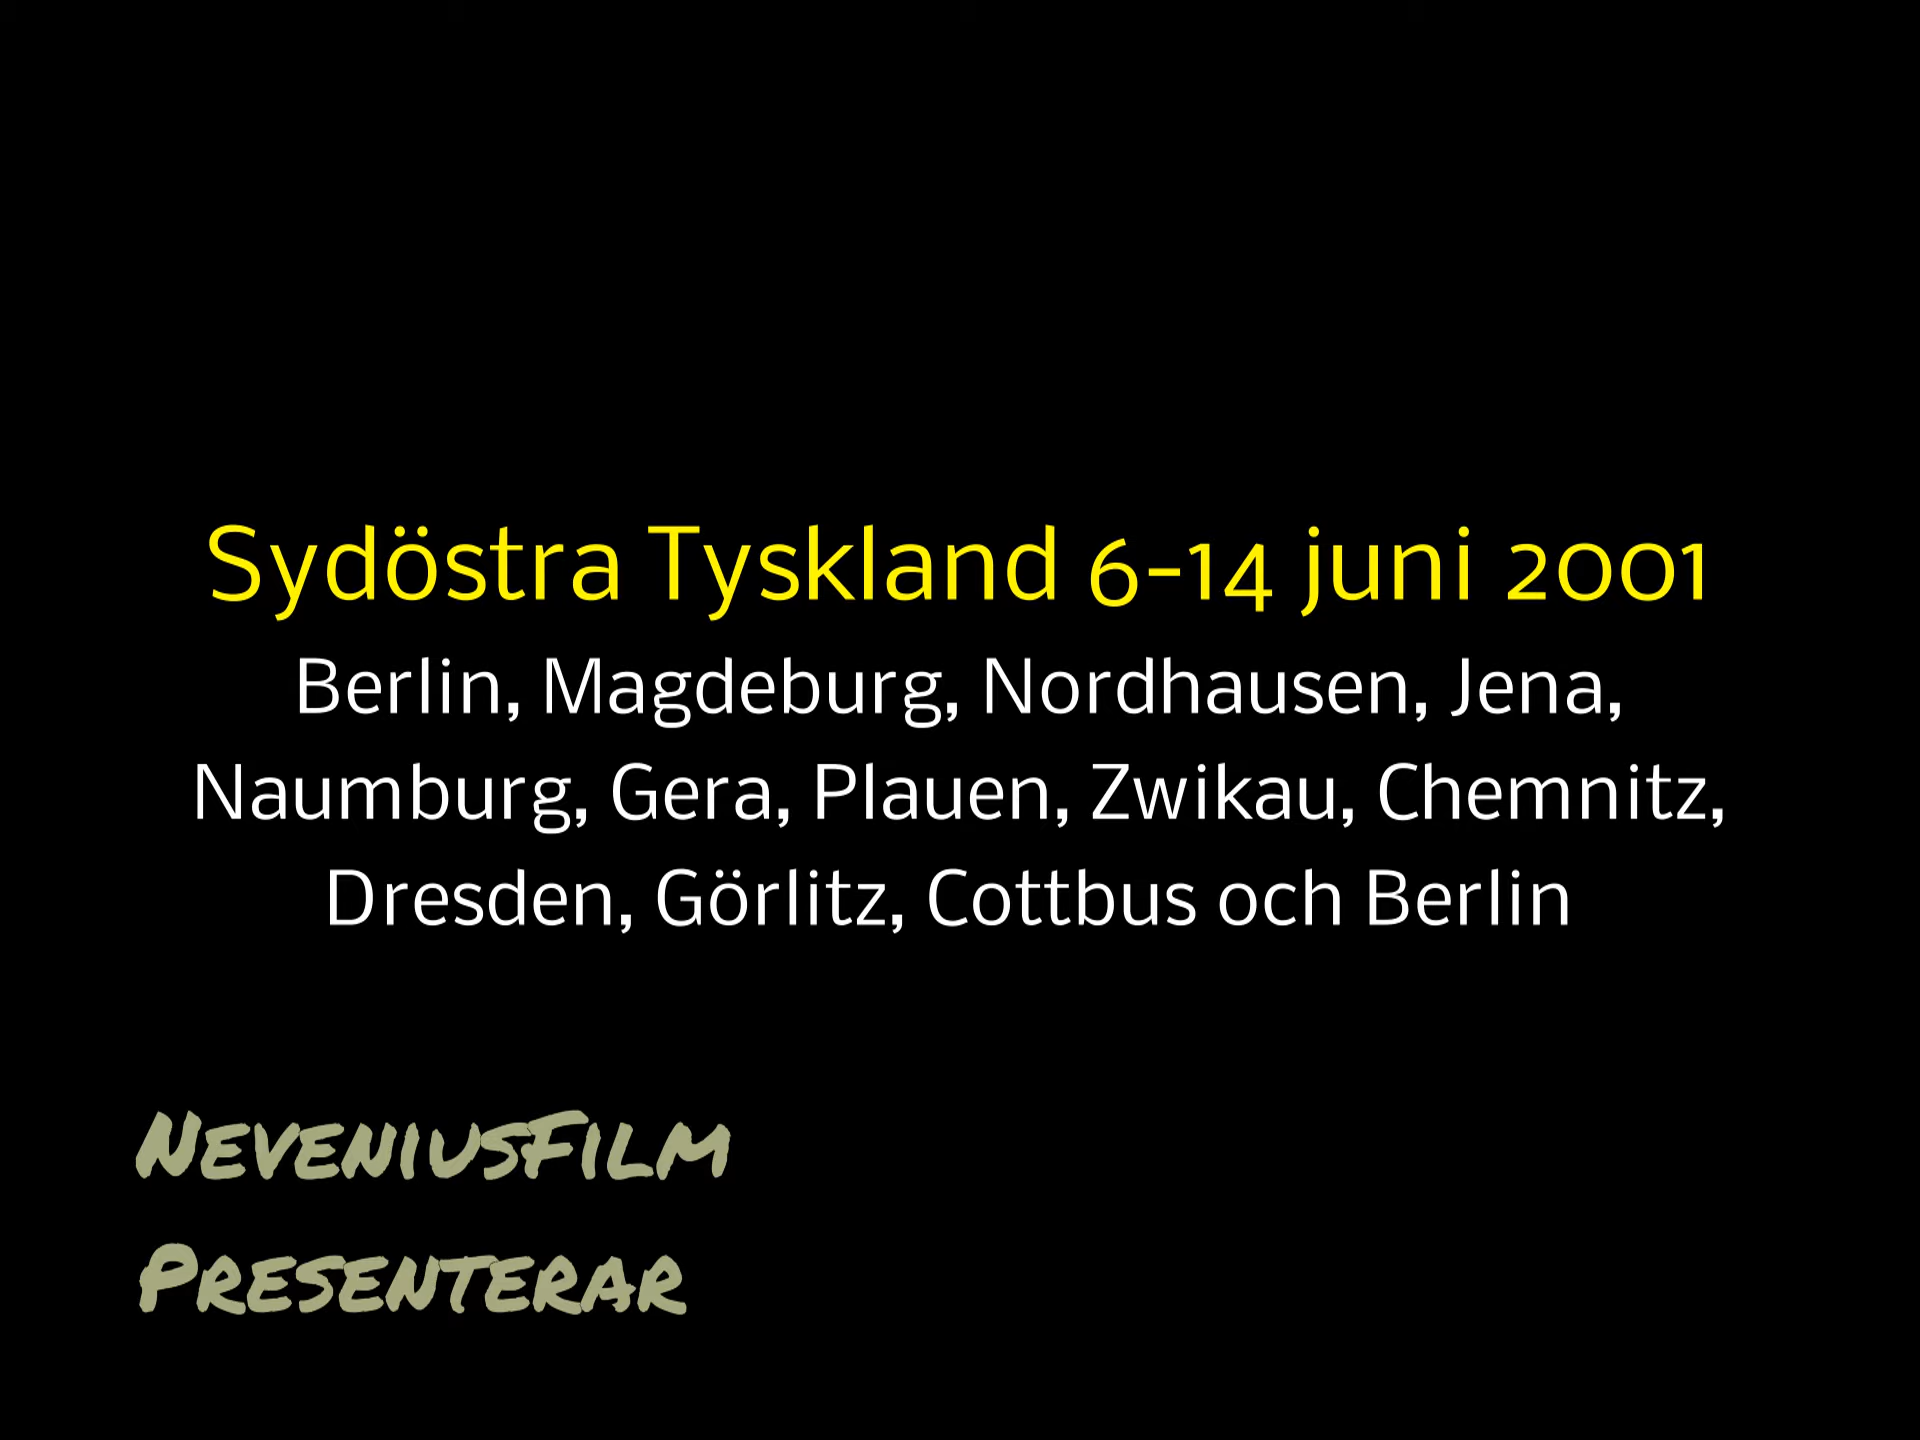 Sydöstra Tyskland 6-14 juni 2001
Berlin, Magdeburg, Nordhausen, Jena,
Naumburg, Gera, Plauen, Zwikau, Chemnitz,
Dresden, Görlitz, Cottbus och Berlin
NeveniusFilm
Presenterar